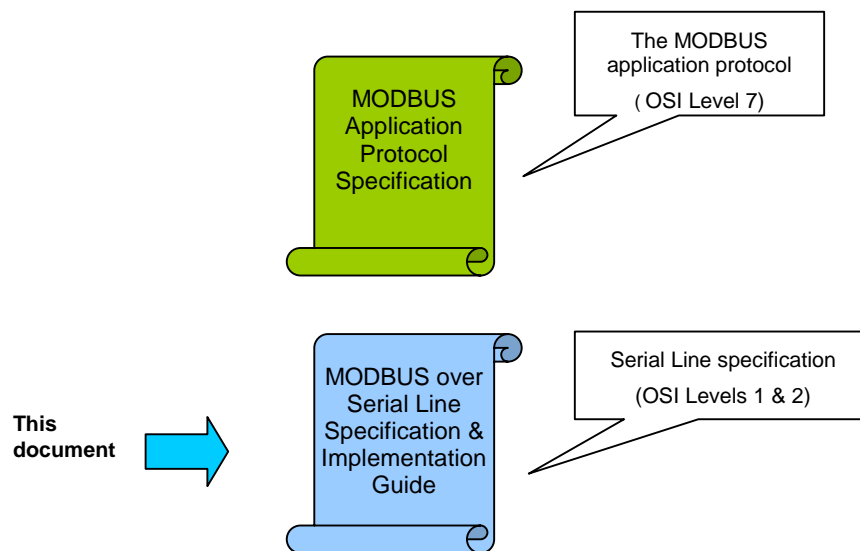 MODBUS
Application
Protocol
Specification
The MODBUS
application protocol
( OSI Level 7)
MODBUS over
Serial Line
Specification &
Implementation
Guide
Serial Line specification
(OSI Levels 1 & 2)
This
document